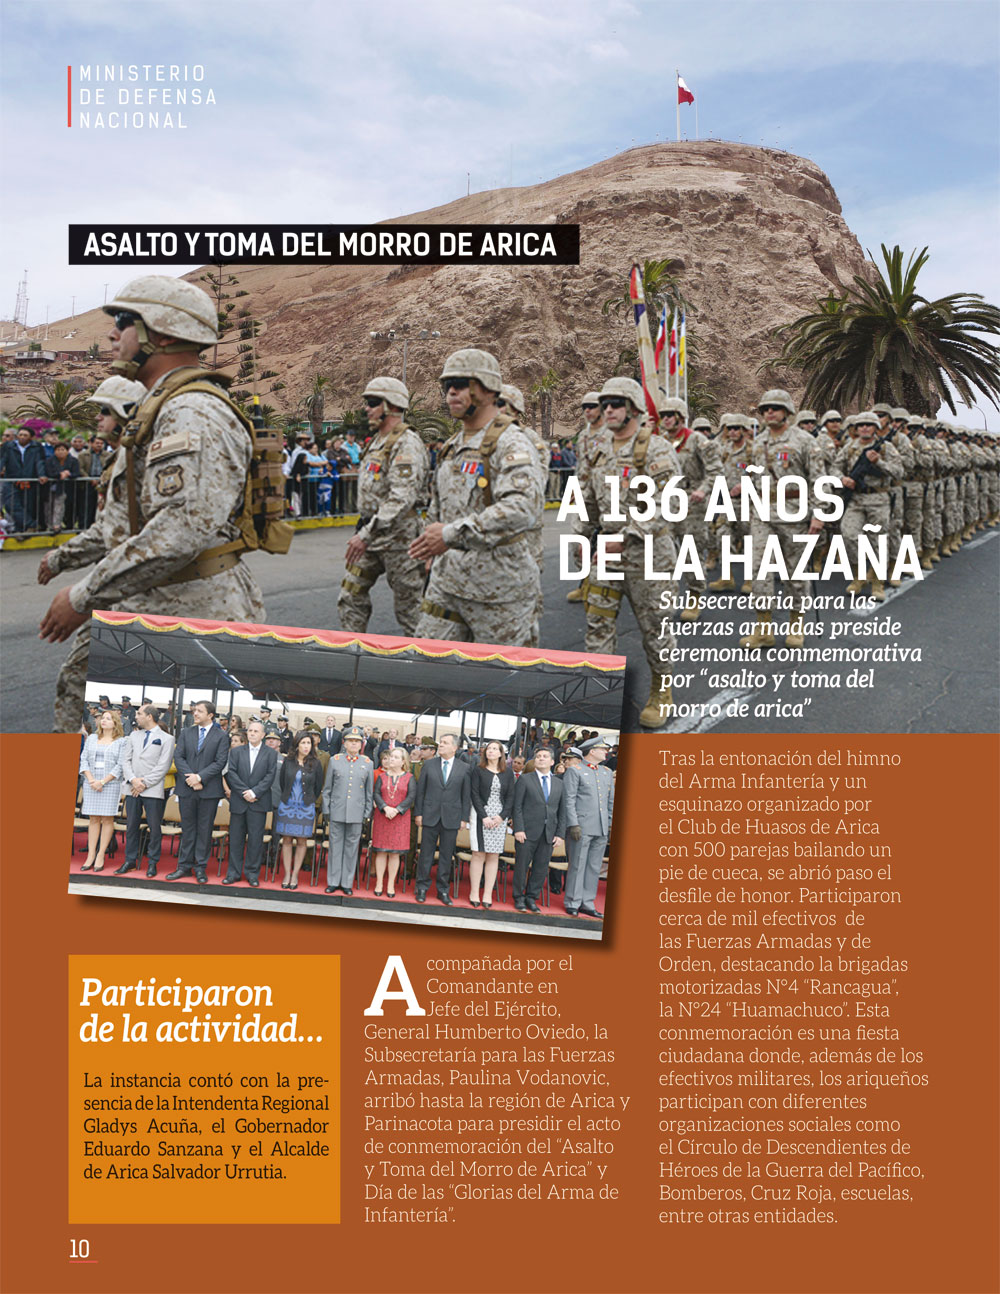 MINISTERIO
DE DEFENSA
NACIONAL
ASALTO Y TOMA DEL MORRO DE ARICA
A 136 AÑOS
DE LA HAZAÑA
Subsecretaria para las
fuerzas armadas preside
ceremonia conmemorativa
por “asalto y toma del
morro de arica”
Participaron
de la actividad...
La instancia contó con la pre-
sencia de la Intendenta Regional
Gladys Acuña, el Gobernador
Eduardo Sanzana y el Alcalde
de Arica Salvador Urrutia.
Acompañada por el
Comandante en
Jefe del Ejército,
General Humberto Oviedo, la
Subsecretaría para las Fuerzas
Armadas, Paulina Vodanovic,
arribó hasta la región de Arica y
Parinacota para presidir el acto
de conmemoración del “Asalto
y Toma del Morro de Arica” y
Día de las “Glorias del Arma de
Infantería”.
Tras la entonación del himno
del Arma Infantería y un
esquinazo organizado por
el Club de Huasos de Arica
con 500 parejas bailando un
pie de cueca, se abrió paso el
desfile de honor. Participaron
cerca de mil efectivos de
las Fuerzas Armadas y de
Orden, destacando la brigadas
motorizadas N°4 “Rancagua”,
la N°24 “Huamachuco”. Esta
conmemoración es una fiesta
ciudadana donde, además de los
efectivos militares, los ariqueños
participan con diferentes
organizaciones sociales como
el Círculo de Descendientes de
Héroes de la Guerra del Pacífico,
Bomberos, Cruz Roja, escuelas,
entre otras entidades.
10